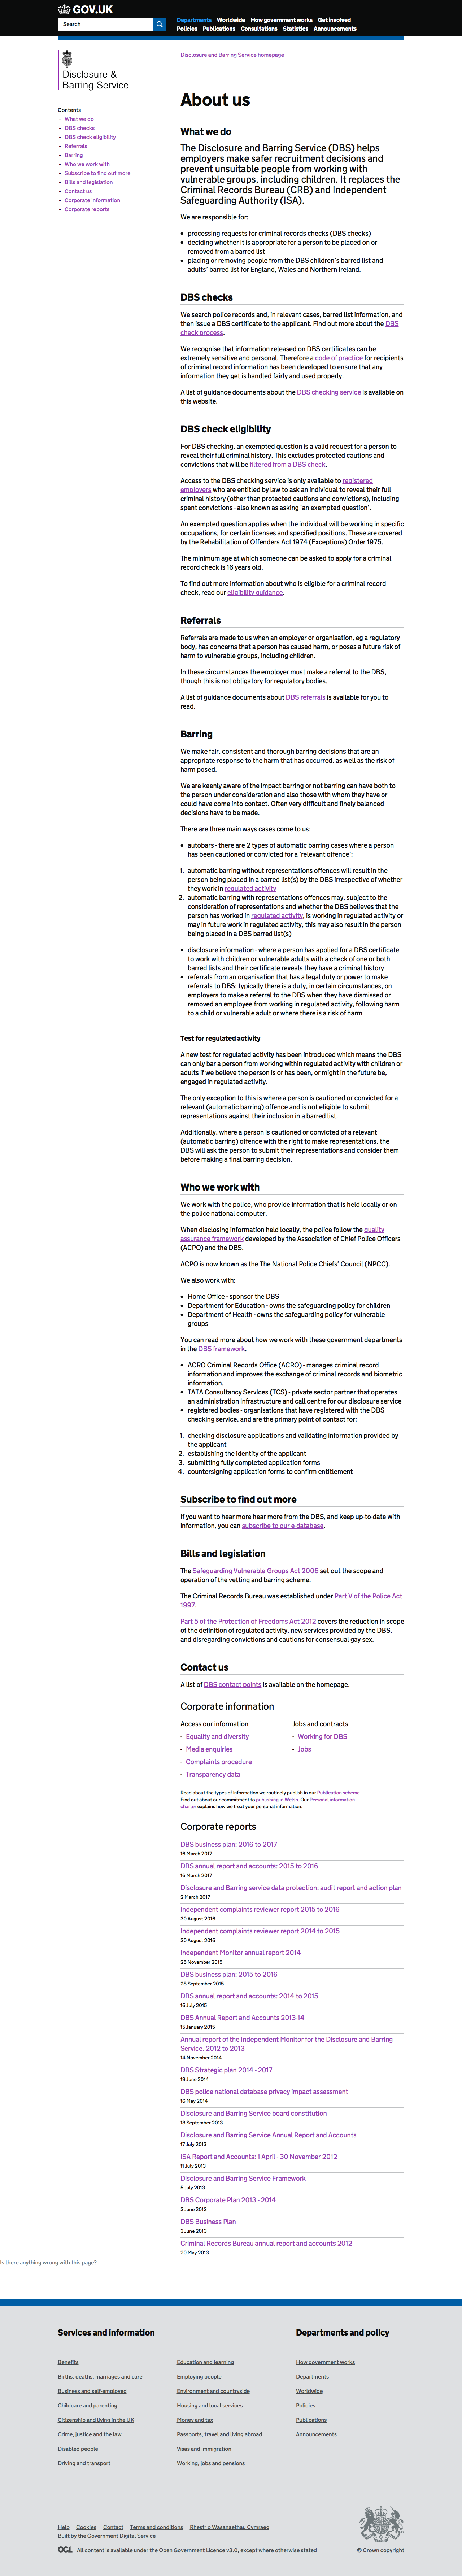 GOV.UK
Search
Departments Worldwide How government works Get involved
Policies Publications Consultations Statistics Announcements
Disclosure and Barring Service homepage
Disclosure &
Barring Service
About us
Contents
- What we do
- DBS checks
- DBS check eligibility
- Referrals
- Barring
- Who we work with
- Subscribe to find out more
- Bills and legislation
- Contact us
- Corporate information
- Corporate reports
What we do
The Disclosure and Barring Service (DBS) helps
employers make safer recruitment decisions and
prevent unsuitable people from working with
vulnerable groups, including children. It replaces the
Criminal Records Bureau (CRB) and Independent
Safeguarding Authority (ISA).
We are responsible for:
• processing requests for criminal records checks (DBS checks)
• deciding whether it is appropriate for a person to be placed on or
removed from a barred list
• placing or removing people from the DBS children's barred list and
adults' barred list for England, Wales and Northern Ireland.
DBS checks
We search police records and, in relevant cases, barred list information, and
then issue a DBS certificate to the applicant. Find out more about the DBS
check process.
We recognise that information released on DBS certificates can be
extremely sensitive and personal. Therefore a code of practice for recipients
of criminal record information has been developed to ensure that any
information they get is handled fairly and used properly.
A list of guidance documents about the DBS checking service is available on
this website.
DBS check eligibility
For DBS checking, an exempted question is a valid request for a person to
reveal their full criminal history. This excludes protected cautions and
convictions that will be filtered from a DBS check.
Access to the DBS checking service is only available to registered
employers who are entitled by law to ask an individual to reveal their full
criminal history (other than protected cautions and convictions), including
spent convictions - also known as asking 'an exempted question'.
An exempted question applies when the individual will be working in specific
occupations, for certain licenses and specified positions. These are covered
by the Rehabilitation of Offenders Act 1974 (Exceptions) Order 1975.
The minimum age at which someone can be asked to apply for a criminal
record check is 16 years old.
To find out more information about who is eligible for a criminal record
check, read our eligibility guidance.
Referrals
Referrals are made to us when an employer or organisation, eg a regulatory
body, has concerns that a person has caused harm, or poses a future risk of
harm to vulnerable groups, including children.
In these circumstances the employer must make a referral to the DBS,
though this is not obligatory for regulatory bodies.
A list of guidance documents about DBS referrals is available for you to
read.
Barring
We make fair, consistent and thorough barring decisions that are an
appropriate response to the harm that has occurred, as well as the risk of
harm posed.
We are keenly aware of the impact barring or not barring can have both to
the person under consideration and also those with whom they have or
could have come into contact. Often very difficult and finely balanced
decisions have to be made.
There are three main ways cases come to us:
• autobars - there are 2 types of automatic barring cases where a person
has been cautioned or convicted for a 'relevant offence':
1. automatic barring without representations offences will result in the
person being placed in a barred list(s) by the DBS irrespective of whether
they work in regulated activity
2. automatic barring with representations offences may, subject to the
consideration of representations and whether the DBS believes that the
person has worked in regulated activity, is working in regulated activity or
may in future work in regulated activity, this may also result in the person
being placed in a DBS barred list(s)
• disclosure information - where a person has applied for a DBS certificate
to work with children or vulnerable adults with a check of one or both
barred lists and their certificate reveals they have a criminal history
• referrals from an organisation that has a legal duty or power to make
referrals to DBS: typically there is a duty, in certain circumstances, on
employers to make a referral to the DBS when they have dismissed or
removed an employee from working in regulated activity, following harm
to a child or vulnerable adult or where there is a risk of harm
Test for regulated activity
A new test for regulated activity has been introduced which means the DBS
can only bar a person from working within regulated activity with children or
adults if we believe the person is or has been, or might in the future be,
engaged in regulated activity.
The only exception to this is where a person is cautioned or convicted for a
relevant (automatic barring) offence and is not eligible to submit
representations against their inclusion in a barred list.
Additionally, where a person is cautioned or convicted of a relevant
(automatic barring) offence with the right to make representations, the
DBS will ask the person to submit their representations and consider them
before making a final barring decision.
Who we work with
We work with the police, who provide information that is held locally or on
the police national computer.
When disclosing information held locally, the police follow the quality
assurance framework developed by the Association of Chief Police Officers
(ACPO) and the DBS.
ACPO is now known as the The National Police Chiefs' Council (NPCC).
We also work with:
• Home Office - sponsor the DBS
• Department for Education - owns the safeguarding policy for children
• Department of Health - owns the safeguarding policy for vulnerable
groups
You can read more about how we work with these government departments
in the DBS framework.
• ACRO Criminal Records Office (ACRO) - manages criminal record
information and improves the exchange of criminal records and biometric
information.
• TATA Consultancy Services (TCS) - private sector partner that operates
an administration infrastructure and call centre for our disclosure service
• registered bodies - organisations that have registered with the DBS
checking service, and are the primary point of contact for:
1. checking disclosure applications and validating information provided by
the applicant
2. establishing the identity of the applicant
3. submitting fully completed application forms
4. countersigning application forms to confirm entitlement
Subscribe to find out more
If you want to hear more hear more from the DBS, and keep up-to-date with
information, you can subscribe to our e-database.
Bills and legislation
The Safeguarding Vulnerable Groups Act 2006 set out the scope and
operation of the vetting and barring scheme.
The Criminal Records Bureau was established under Part V of the Police Act
1997.
Part 5 of the Protection of Freedoms Act 2012 covers the reduction in scope
of the definition of regulated activity, new services provided by the DBS,
and disregarding convictions and cautions for consensual gay sex.
Contact us
A list of DBS contact points is available on the homepage.
Corporate information
Access our information
- Equality and diversity
- Media enquiries
- Complaints procedure
- Transparency data
Jobs and contracts
- Working for DBS
- Jobs
Read about the types of information we routinely publish in our Publication scheme.
Find out about our commitment to publishing in Welsh. Our Personal information
charter explains how we treat your personal information.
Corporate reports
DBS business plan: 2016 to 2017
16 March 2017
DBS annual report and accounts: 2015 to 2016
16 March 2017
Disclosure and Barring service data protection: audit report and action plan
2 March 2017
Independent complaints reviewer report 2015 to 2016
30 August 2016
Independent complaints reviewer report 2014 to 2015
30 August 2016
Independent Monitor annual report 2014
25 November 2015
DBS business plan: 2015 to 2016
28 September 2015
DBS annual report and accounts: 2014 to 2015
16 July 2015
DBS Annual Report and Accounts 2013-14
15 January 2015
Annual report of the Independent Monitor for the Disclosure and Barring
Service, 2012 to 2013
14 November 2014
DBS Strategic plan 2014 - 2017
19 June 2014
DBS police national database privacy impact assessment
16 May 2014
Disclosure and Barring Service board constitution
18 September 2013
Disclosure and Barring Service Annual Report and Accounts
17 July 2013
ISA Report and Accounts: 1 April - 30 November 2012
11 July 2013
Disclosure and Barring Service Framework
5 July 2013
DBS Corporate Plan 2013 - 2014
3 June 2013
DBS Business Plan
3 June 2013
Criminal Records Bureau annual report and accounts 2012
20 May 2013
Is there anything wrong with this page?
Services and information
Benefits
Births, deaths, marriages and care
Business and self-employed
Childcare and parenting
Citizenship and living in the UK
Crime, justice and the law
Disabled people
Driving and transport
Education and learning
Employing people
Environment and countryside
Housing and local services
Money and tax
Passports, travel and living abroad
Visas and immigration
Working, jobs and pensions
Departments and policy
How government works
Departments
Worldwide
Policies
Publications
Announcements
Help Cookies Contact Terms and conditions Rhestr o Wasanaethau Cymraeg
Built by the Government Digital Service
OGL All content is available under the Open Government Licence v3.0, except where otherwise stated
© Crown copyright